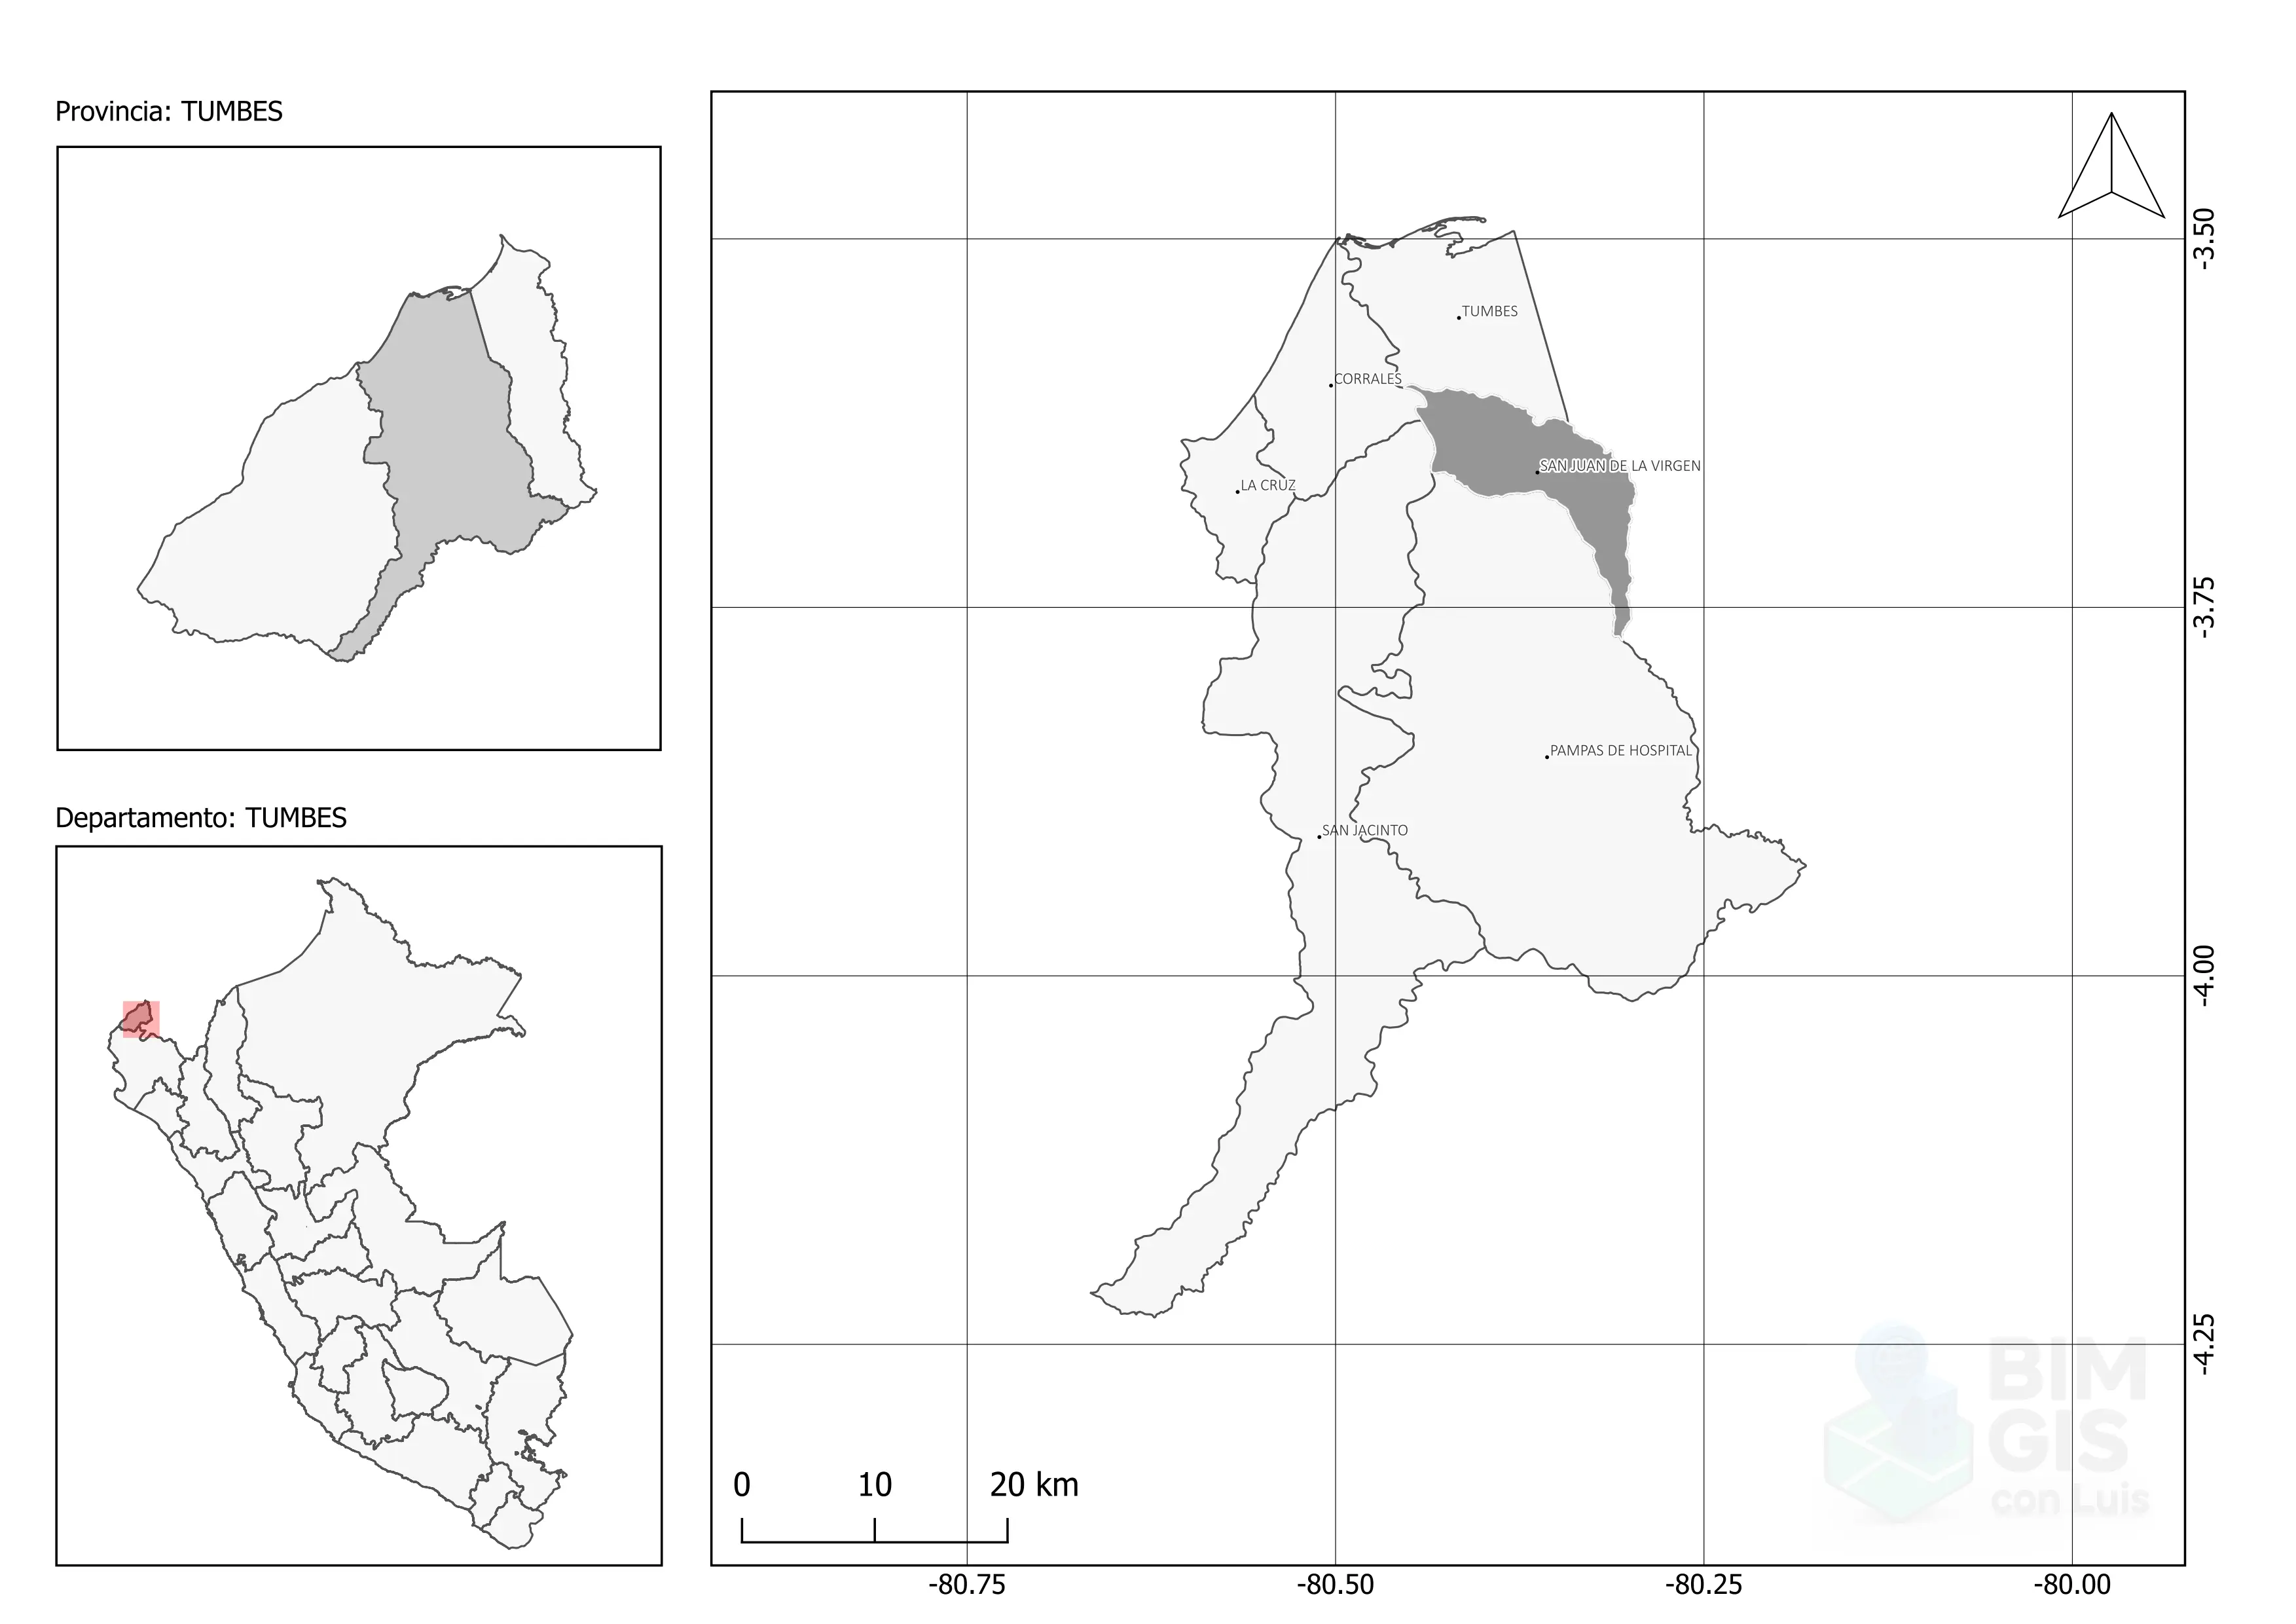 Provincia: TUMBES
Departamento: TUMBES
TUMBES
CORRALES
SAN JUAN DE LA VIRGEN
LA CRUZ
PAMPAS DE HOSPITAL
SAN JACINTO
-3.50
-3.75
-4.00
-4.25
0 10 20 km
-80.75 -80.50 -80.25 -80.00
BIM
GIS
con Luis